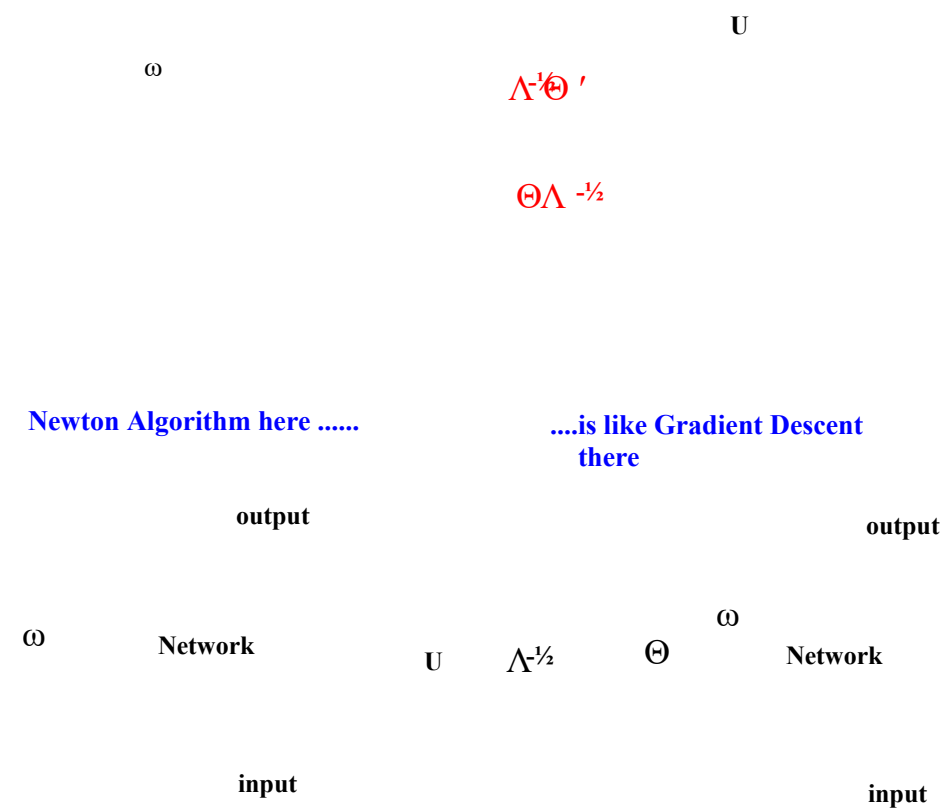 U
ω
Λ-½Θ ′
ΘΛ -½
Newton Algorithm here ......
....is like Gradient Descent
there
output
output
ω
ω
Network
U
Λ-½
Θ
Network
input
input